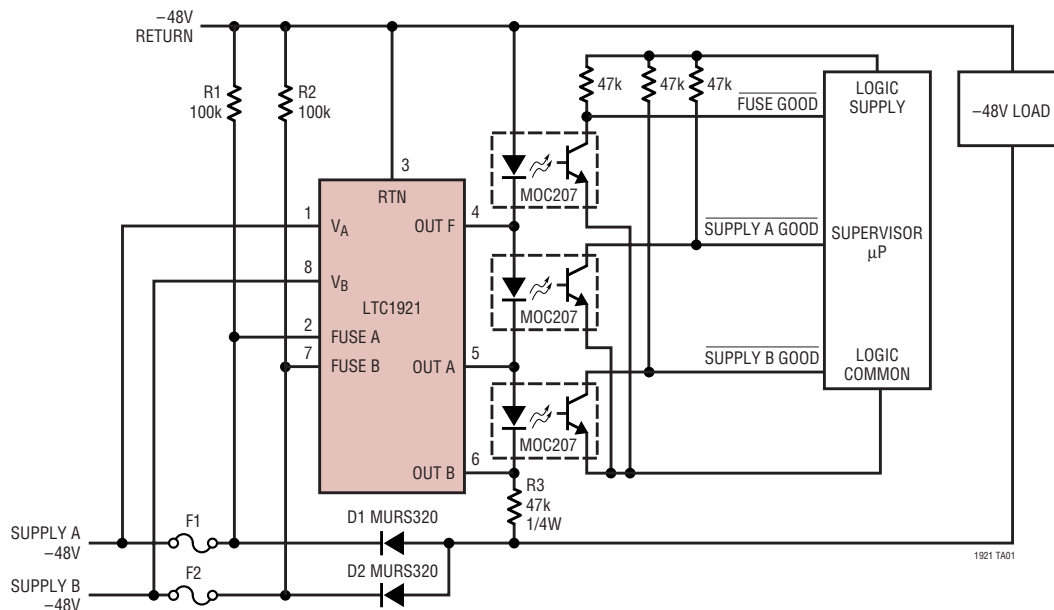 –48V
RETURN
R1
100k
R2
100k
47k
47k
47k
FUSE GOOD
LOGIC
SUPPLY
–48V LOAD
3
RTN
MOC207
1
VA
OUT F
4
SUPPLY A GOOD
SUPERVISOR
µP
8
VB
MOC207
LTC1921
2
FUSE A
7
FUSE B
OUT A
5
SUPPLY B GOOD
LOGIC
COMMON
MOC207
OUT B
6
R3
47k
1/4W
SUPPLY A
–48V
F1
D1 MURS320
1921 TA01
SUPPLY B
–48V
F2
D2 MURS320